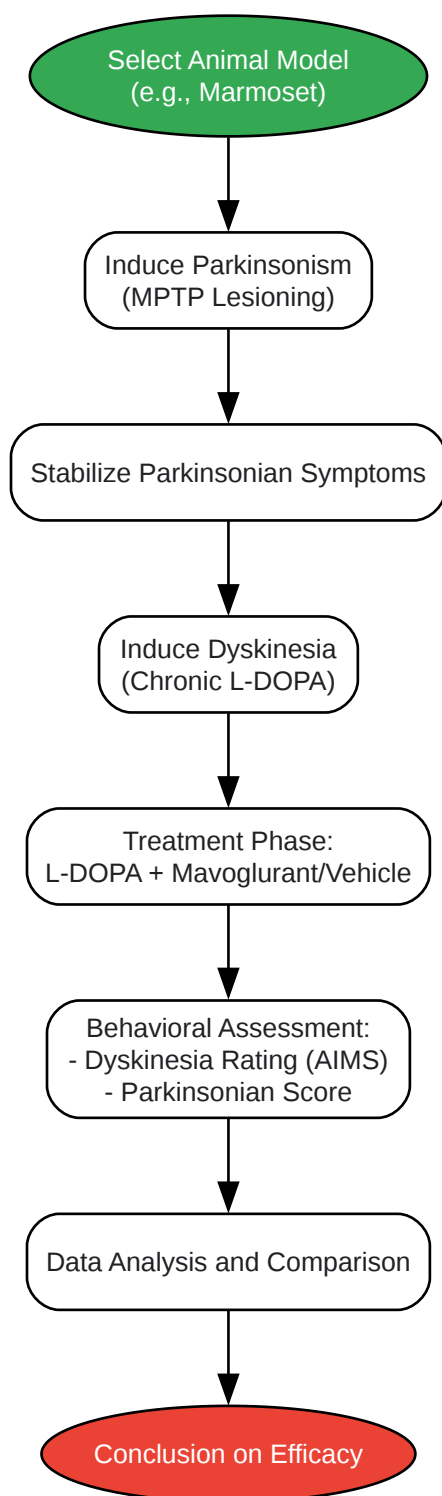 Select Animal Model
(e.g., Marmoset)
Induce Parkinsonism
(MPTP Lesioning)
Stabilize Parkinsonian Symptoms
Induce Dyskinesia
(Chronic L-DOPA)
Treatment Phase:
L-DOPA + Mavoglurant/Vehicle
Behavioral Assessment:
- Dyskinesia Rating (AIMS)
- Parkinsonian Score
Data Analysis and Comparison
Conclusion on Efficacy